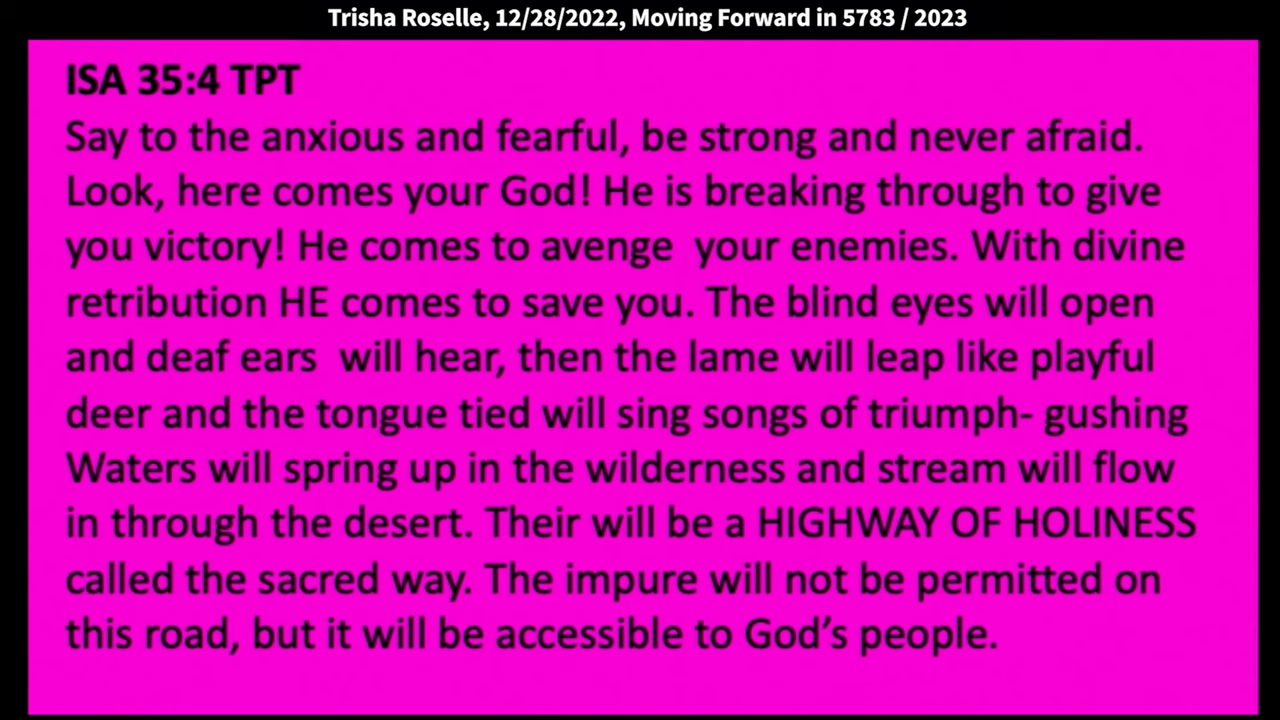 Trisha Roselle, 12/28/2022, Moving Forward in 5783 / 2023
ISA 35:4 TPT
Say to the anxious and fearful, be strong and never afraid.
Look, here comes your God! He is breaking through to give
you victory! He comes to avenge  your enemies. With divine
retribution HE comes to save you. The blind eyes will open
and deaf ears  will hear, then the lame will leap like playful
deer and the tongue tied will sing songs of triumph- gushing
Waters will spring up in the wilderness and stream will flow
in through the desert. Their will be a HIGHWAY OF HOLINESS
called the sacred way. The impure will not be permitted on
this road, but it will be accessible to God’s people.